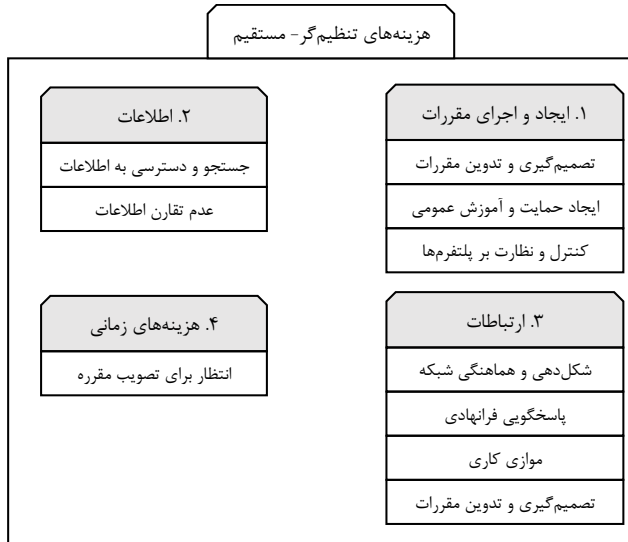 هزینه‌های تنظیم‌گر- مستقیم
۱. ایجاد و اجرای مقررات
تصمیم‌گیری و تدوین مقررات
ایجاد حمایت و آموزش عمومی
کنترل و نظارت بر پلتفرم‌ها
۲. اطلاعات
جستجو و دسترسی به اطلاعات
عدم تقارن اطلاعات
۳. ارتباطات
شکل‌دهی و هماهنگی شبکه
پاسخگویی فرانهادی
موازی کاری
تصمیم‌گیری و تدوین مقررات
۴. هزینه‌های زمانی
انتظار برای تصویب مقرره